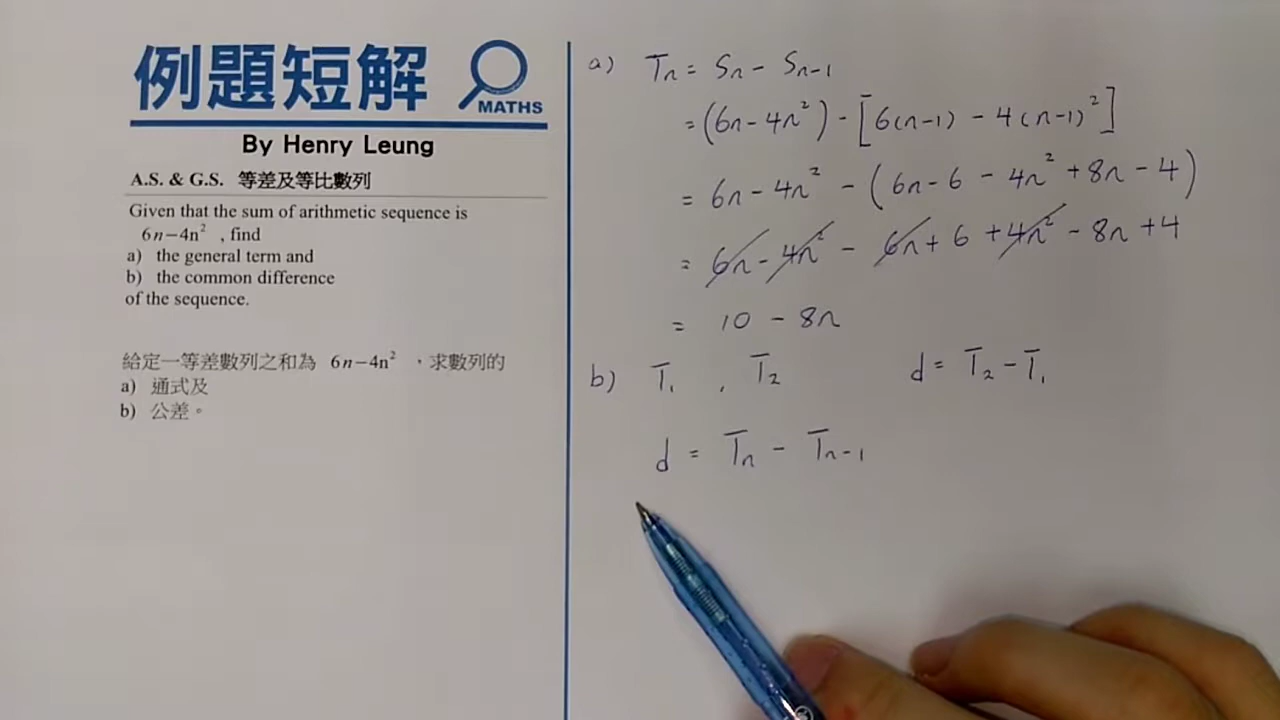 例題短解
MATHS
By Henry Leung
A.S. & G.S. 等差及等比數列
Given that the sum of arithmetic sequence is
6n−4n² , find
a) the general term and
b) the common difference
of the sequence.
給定一等差數列之和為 6n−4n² ，求數列的
a) 通式及
b) 公差。
a) Tn = Sn − Sn−1
= (6n − 4n²) − [6(n−1) − 4(n−1)²]
= 6n − 4n² − (6n − 6 − 4n² + 8n − 4)
= 6n − 4n² − 6n + 6 + 4n² − 8n + 4
= 10 − 8n
b) T1 , T2 d = T2 − T1
d = Tn − Tn−1